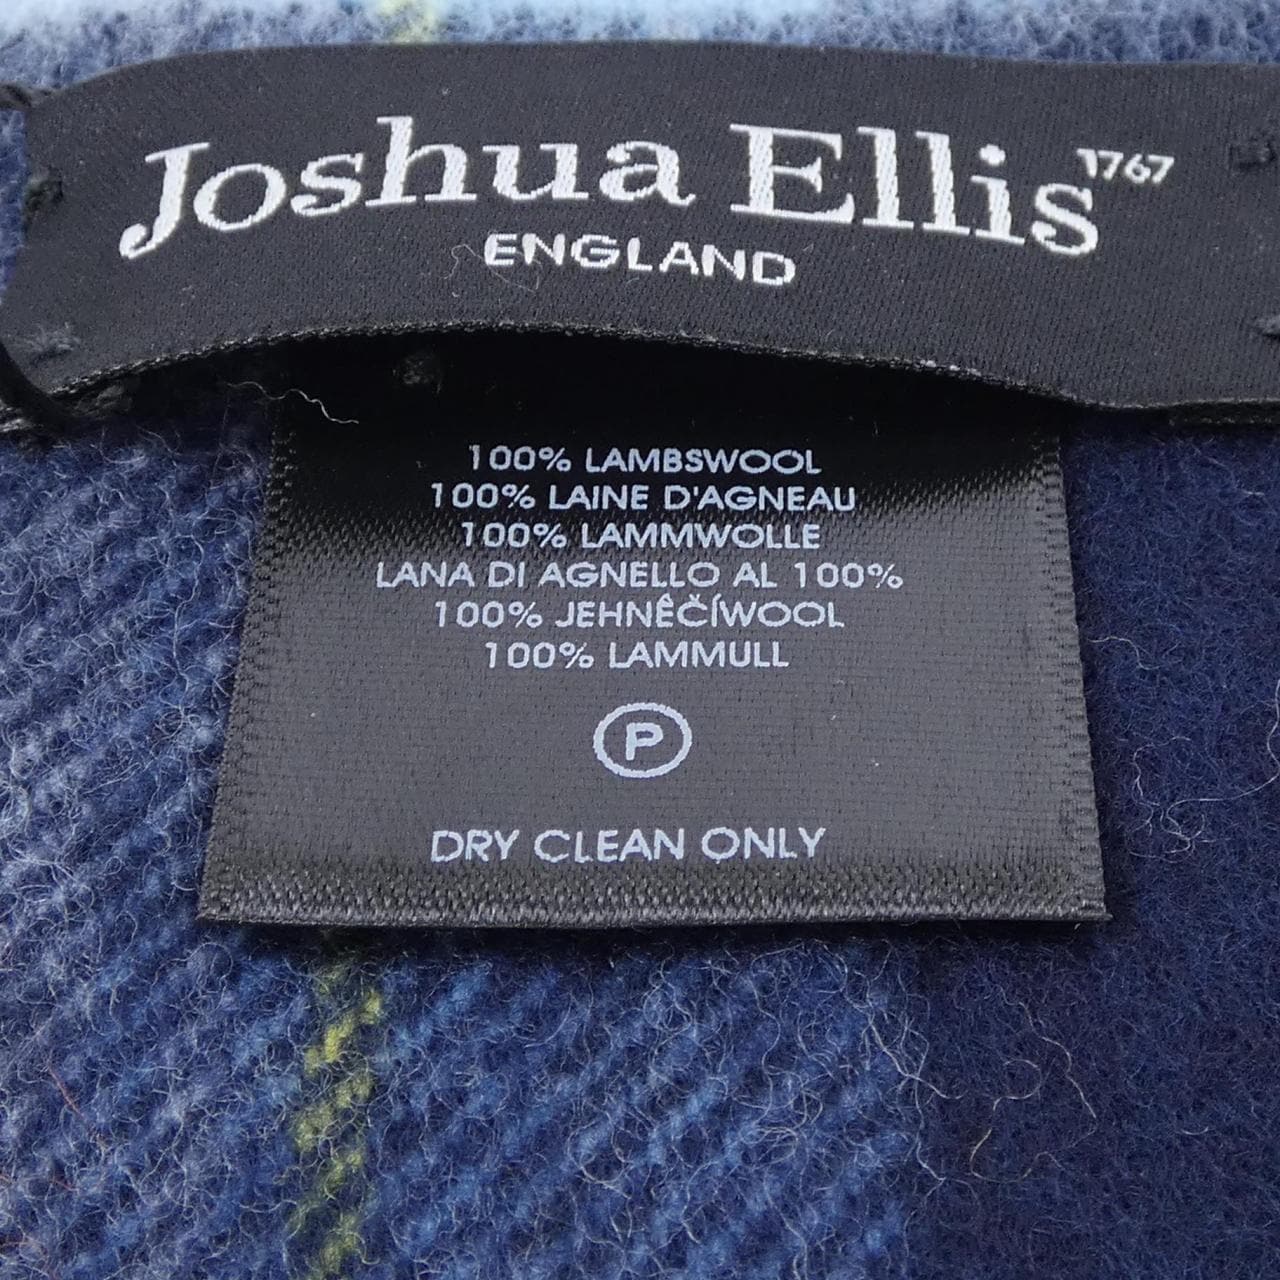 Joshua Ellis 1767
ENGLAND
100% LAMBSWOOL
100% LAINE D'AGNEAU
100% LAMMWOLLE
LANA DI AGNELLO AL 100%
100% JEHNÊČÍWOOL
100% LAMMULL
P
DRY CLEAN ONLY